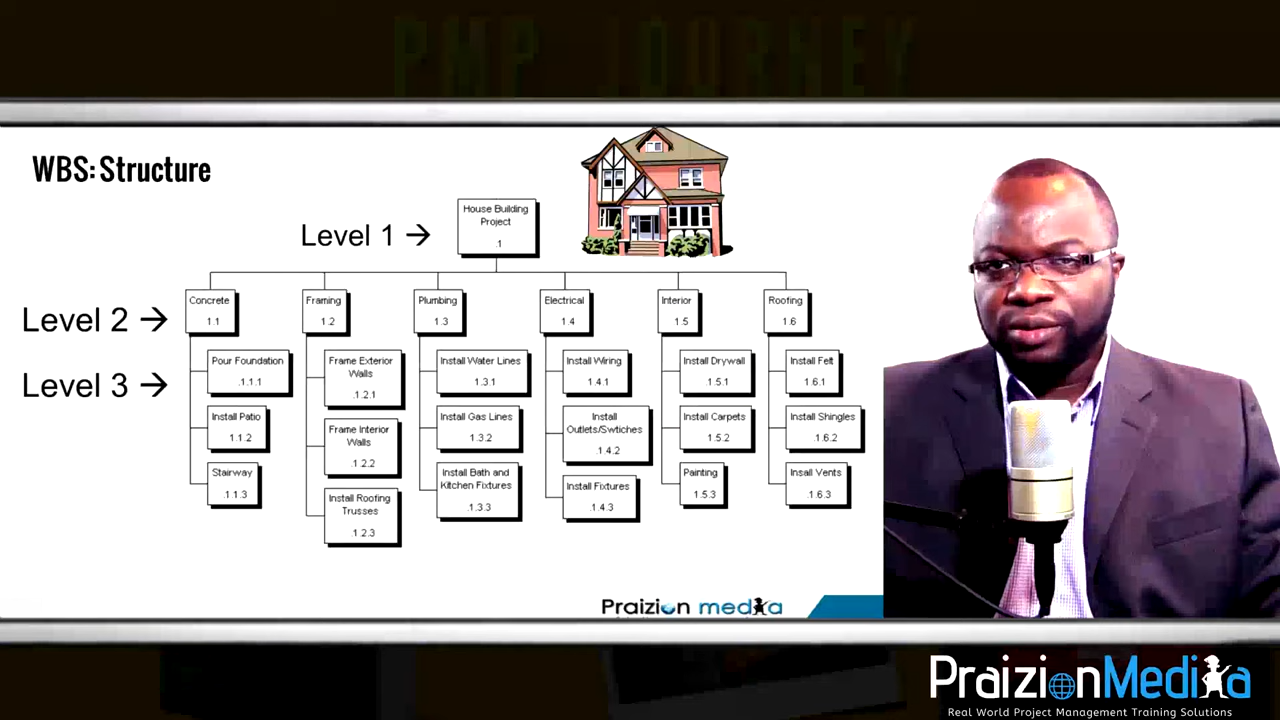 PMP JOURNEY
WBS: Structure
Level 1 →
House Building
Project
.1
Level 2 →
Concrete
1.1
Framing
1.2
Plumbing
1.3
Electrical
1.4
Interior
1.5
Roofing
1.6
Level 3 →
Pour Foundation
.1.1.1
Install Patio
1.1.2
Stairway
.1.1.3
Frame Exterior
Walls
.1.2.1
Frame Interior
Walls
.1.2.2
Install Roofing
Trusses
.1.2.3
Install Water Lines
1.3.1
Install Gas Lines
.1.3.2
Install Bath and
Kitchen Fixtures
.1.3.3
Install Wiring
1.4.1
Install
Outlets/Swtiches
.1.4.2
Install Fixtures
.1.4.3
Install Drywall
.1.5.1
Install Carpets
.1.5.2
Painting
.1.5.3
Install Felt
1.6.1
Install Shingles
.1.6.2
Insall Vents
.1.6.3
Praizion media
PraizionMedia
Real World Project Management Training Solutions